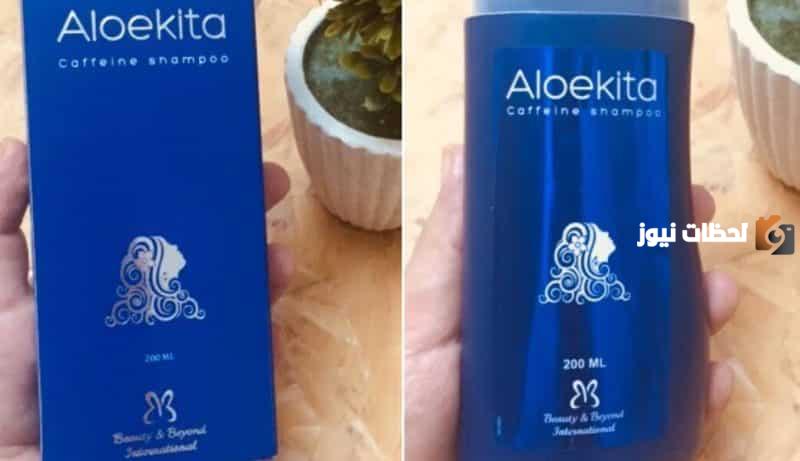 Aloekita
Caffeine shampoo
200 ML
Beauty & Beyond
International
Aloekita
Caffeine shampoo
200 ML
Beauty & Beyond
International
لحظات نيوز